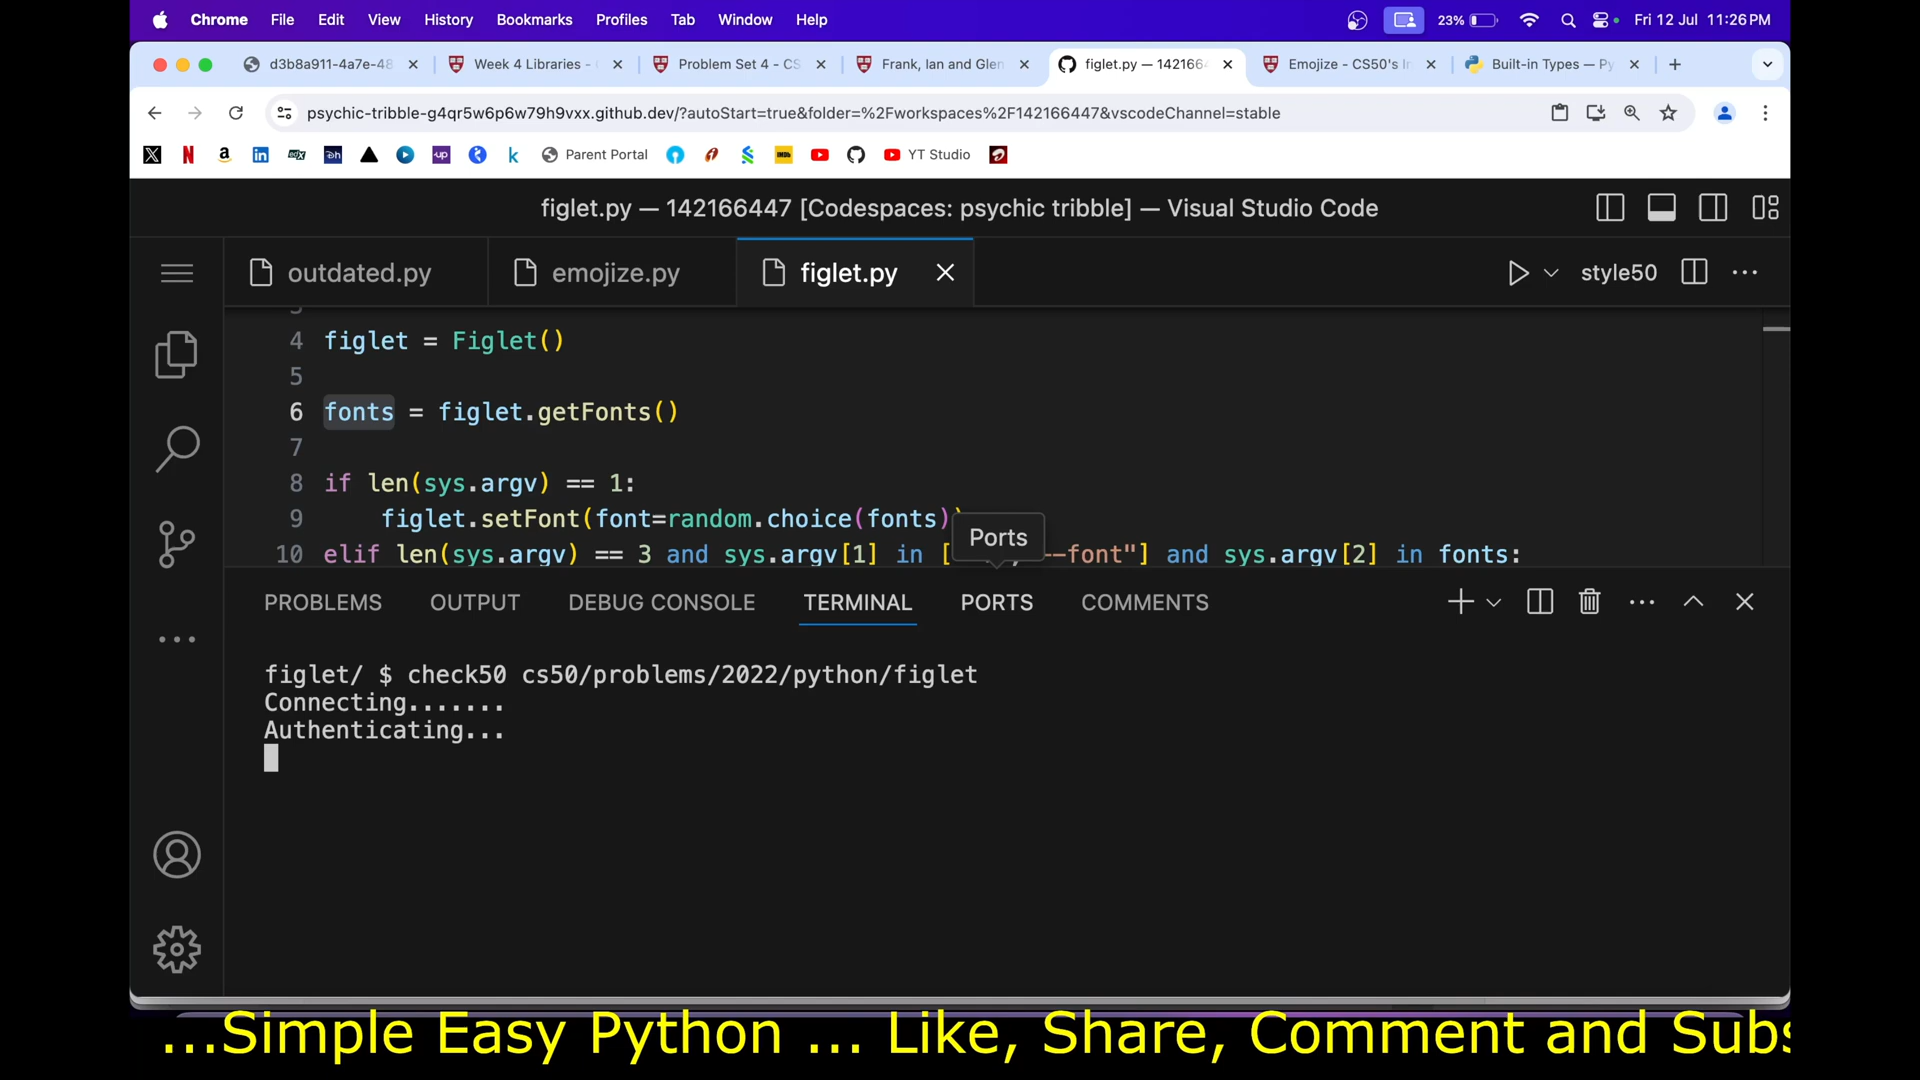 Chrome File Edit View History Bookmarks Profiles Tab Window Help 23% Fri 12 Jul 11:26 PM
d3b8a911-4a7e-48 Week 4 Libraries - Problem Set 4 - CS Frank, Ian and Glen figlet.py — 1421664 Emojize - CS50's I Built-in Types — Py
psychic-tribble-g4qr5w6p6w79h9vxx.github.dev/?autoStart=true&folder=%2Fworkspaces%2F142166447&vscodeChannel=stable
Parent Portal YT Studio
figlet.py — 142166447 [Codespaces: psychic tribble] — Visual Studio Code
outdated.py emojize.py figlet.py style50
4 figlet = Figlet()
5
6 fonts = figlet.getFonts()
7
8 if len(sys.argv) == 1:
9 figlet.setFont(font=random.choice(fonts)
Ports
10 elif len(sys.argv) == 3 and sys.argv[1] in [ --font"] and sys.argv[2] in fonts:
PROBLEMS OUTPUT DEBUG CONSOLE TERMINAL PORTS COMMENTS
figlet/ $ check50 cs50/problems/2022/python/figlet
Connecting.......
Authenticating...
...Simple Easy Python ... Like, Share, Comment and Subs